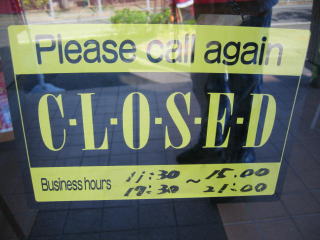 Please call again
C-L-O-S-E-D
Business hours 11:30 ~ 15:00
17:30 21:00